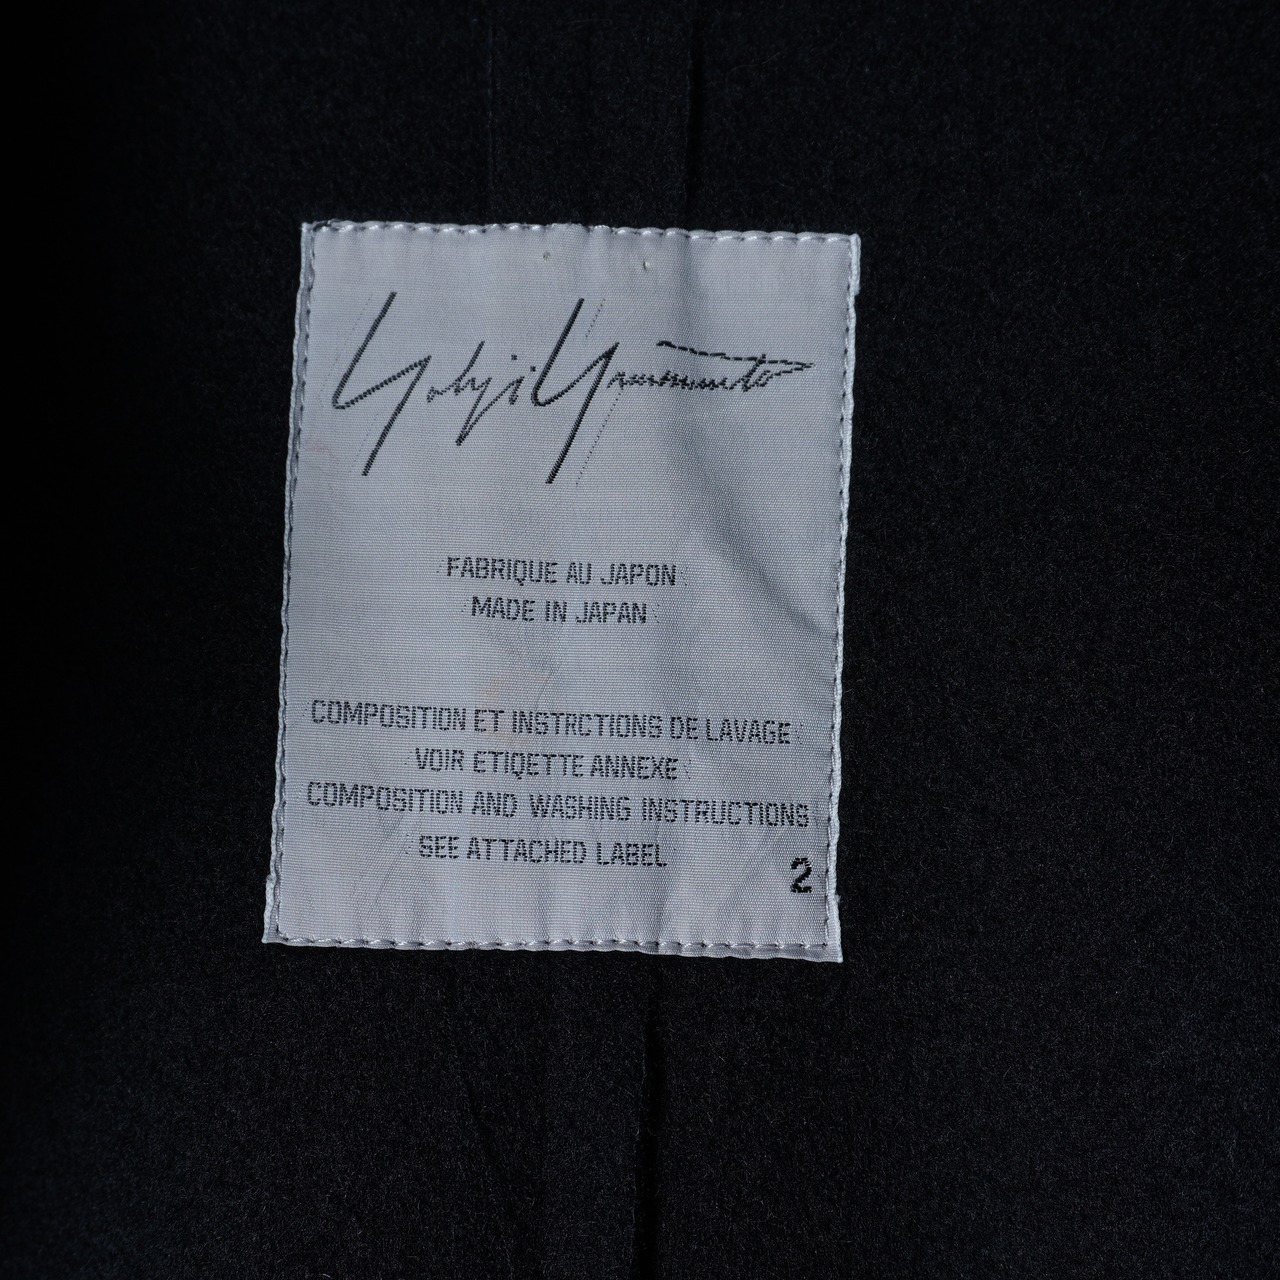 Yohji Yamamoto
FABRIQUE AU JAPON
MADE IN JAPAN
COMPOSITION ET INSTRCTIONS DE LAVAGE
VOIR ETIQETTE ANNEXE
COMPOSITION AND WASHING INSTRUCTIONS
SEE ATTACHED LABEL
2